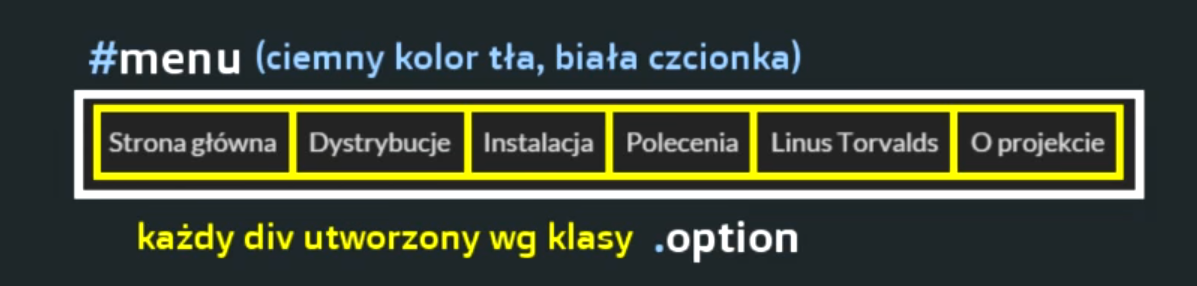 #menu (ciemny kolor tła, biała czcionka)
Strona główna Dystrybucje Instalacja Polecenia Linus Torvalds O projekcie
każdy div utworzony wg klasy .option